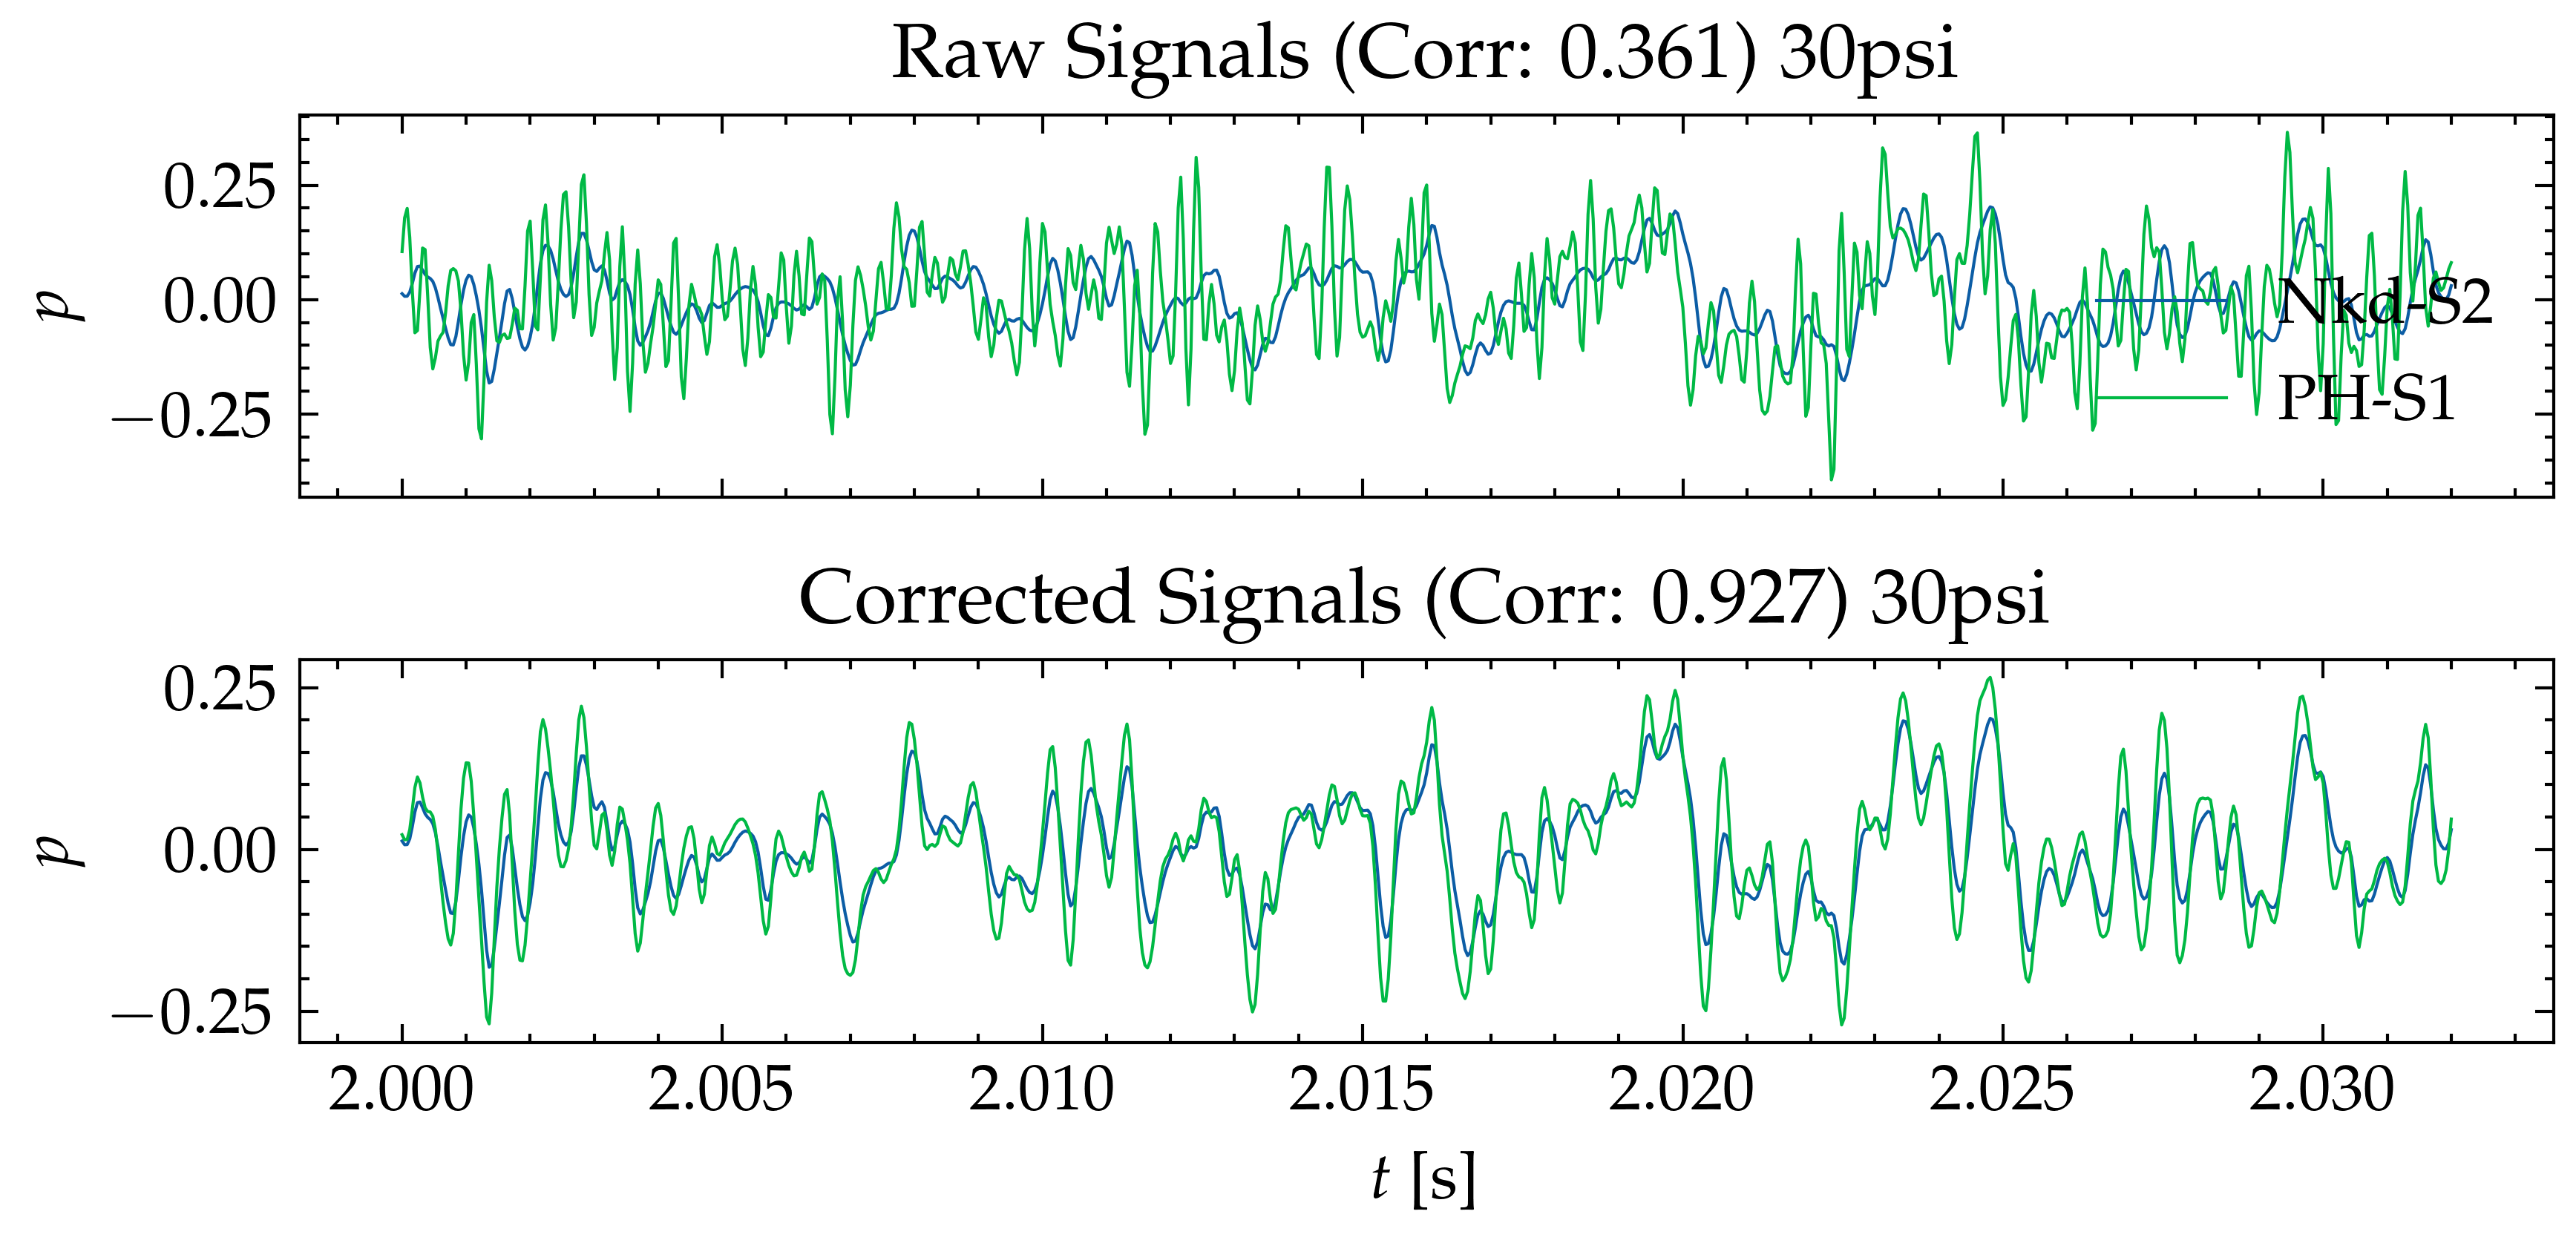 Raw Signals (Corr: 0.361) 30psi
0.25
0.00
−0.25
p
Nkd-S2
PH-S1
Corrected Signals (Corr: 0.927) 30psi
0.25
0.00
−0.25
p
2.000 2.005 2.010 2.015 2.020 2.025 2.030
t [s]